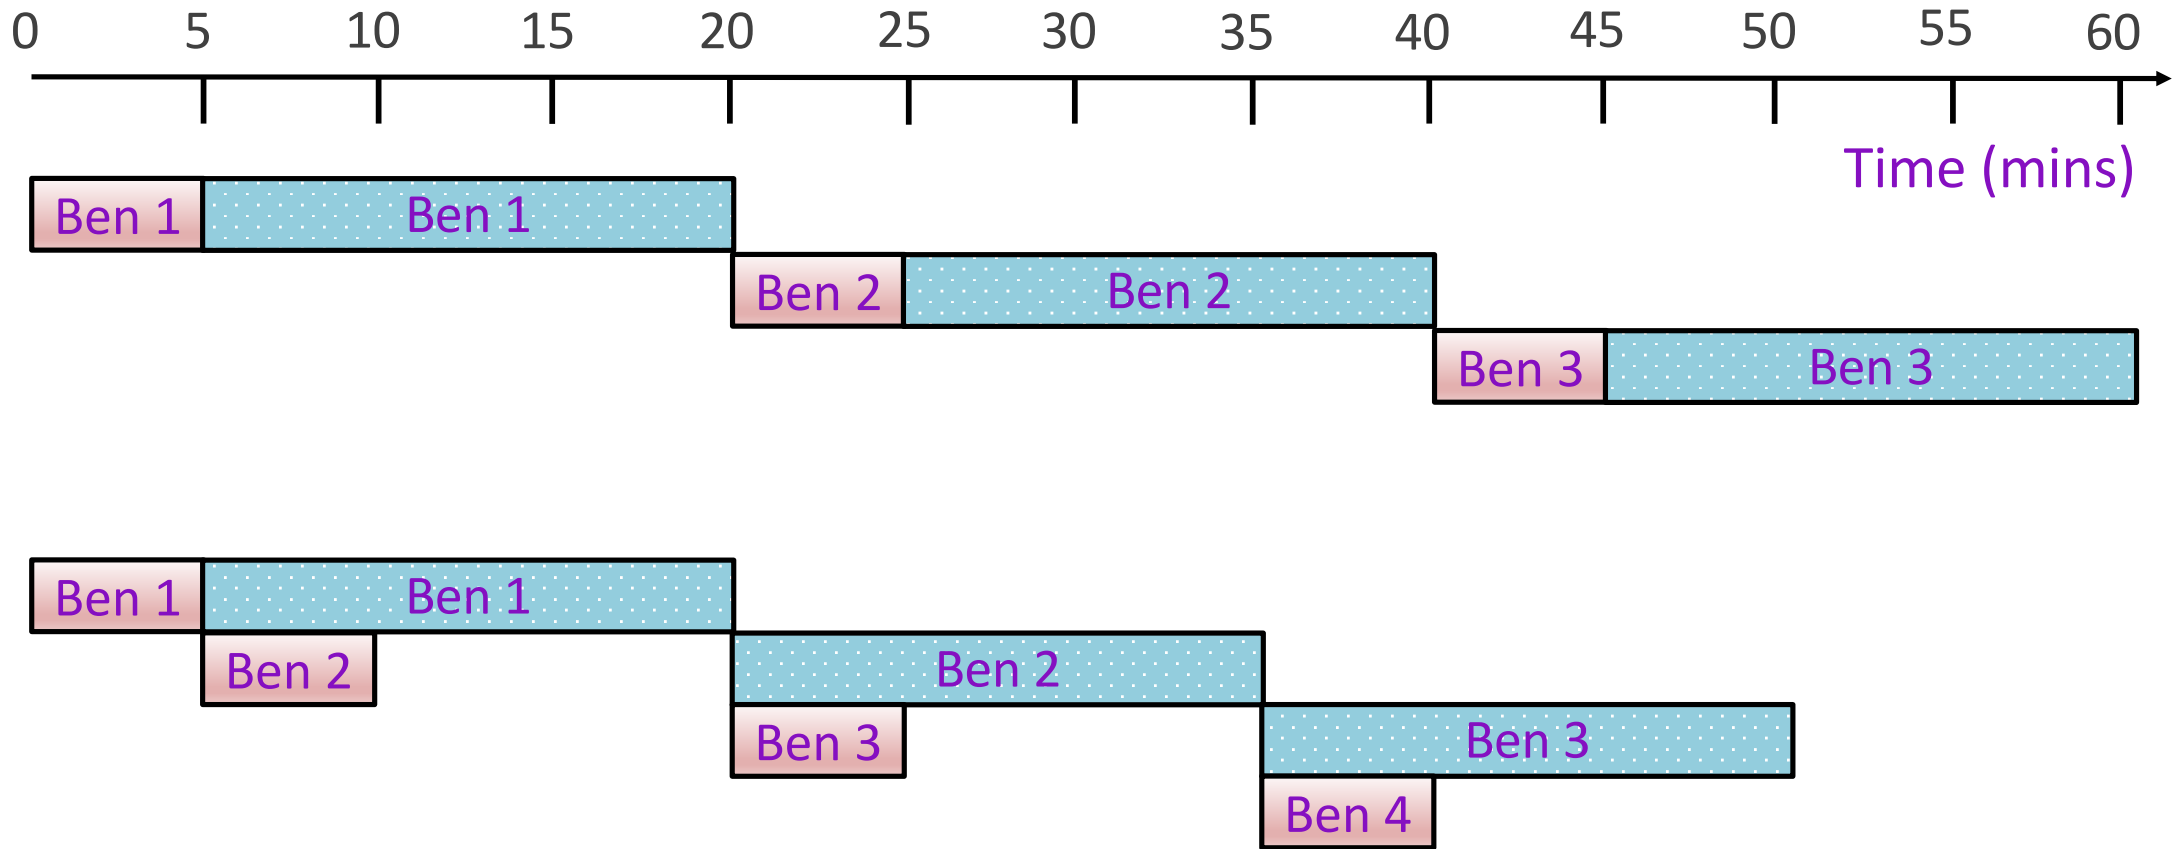 0 5 10 15 20 25 30 35 40 45 50 55 60
Time (mins)
Ben 1 Ben 1
Ben 2 Ben 2
Ben 3 Ben 3
Ben 1 Ben 1
Ben 2 Ben 2
Ben 3 Ben 3
Ben 4